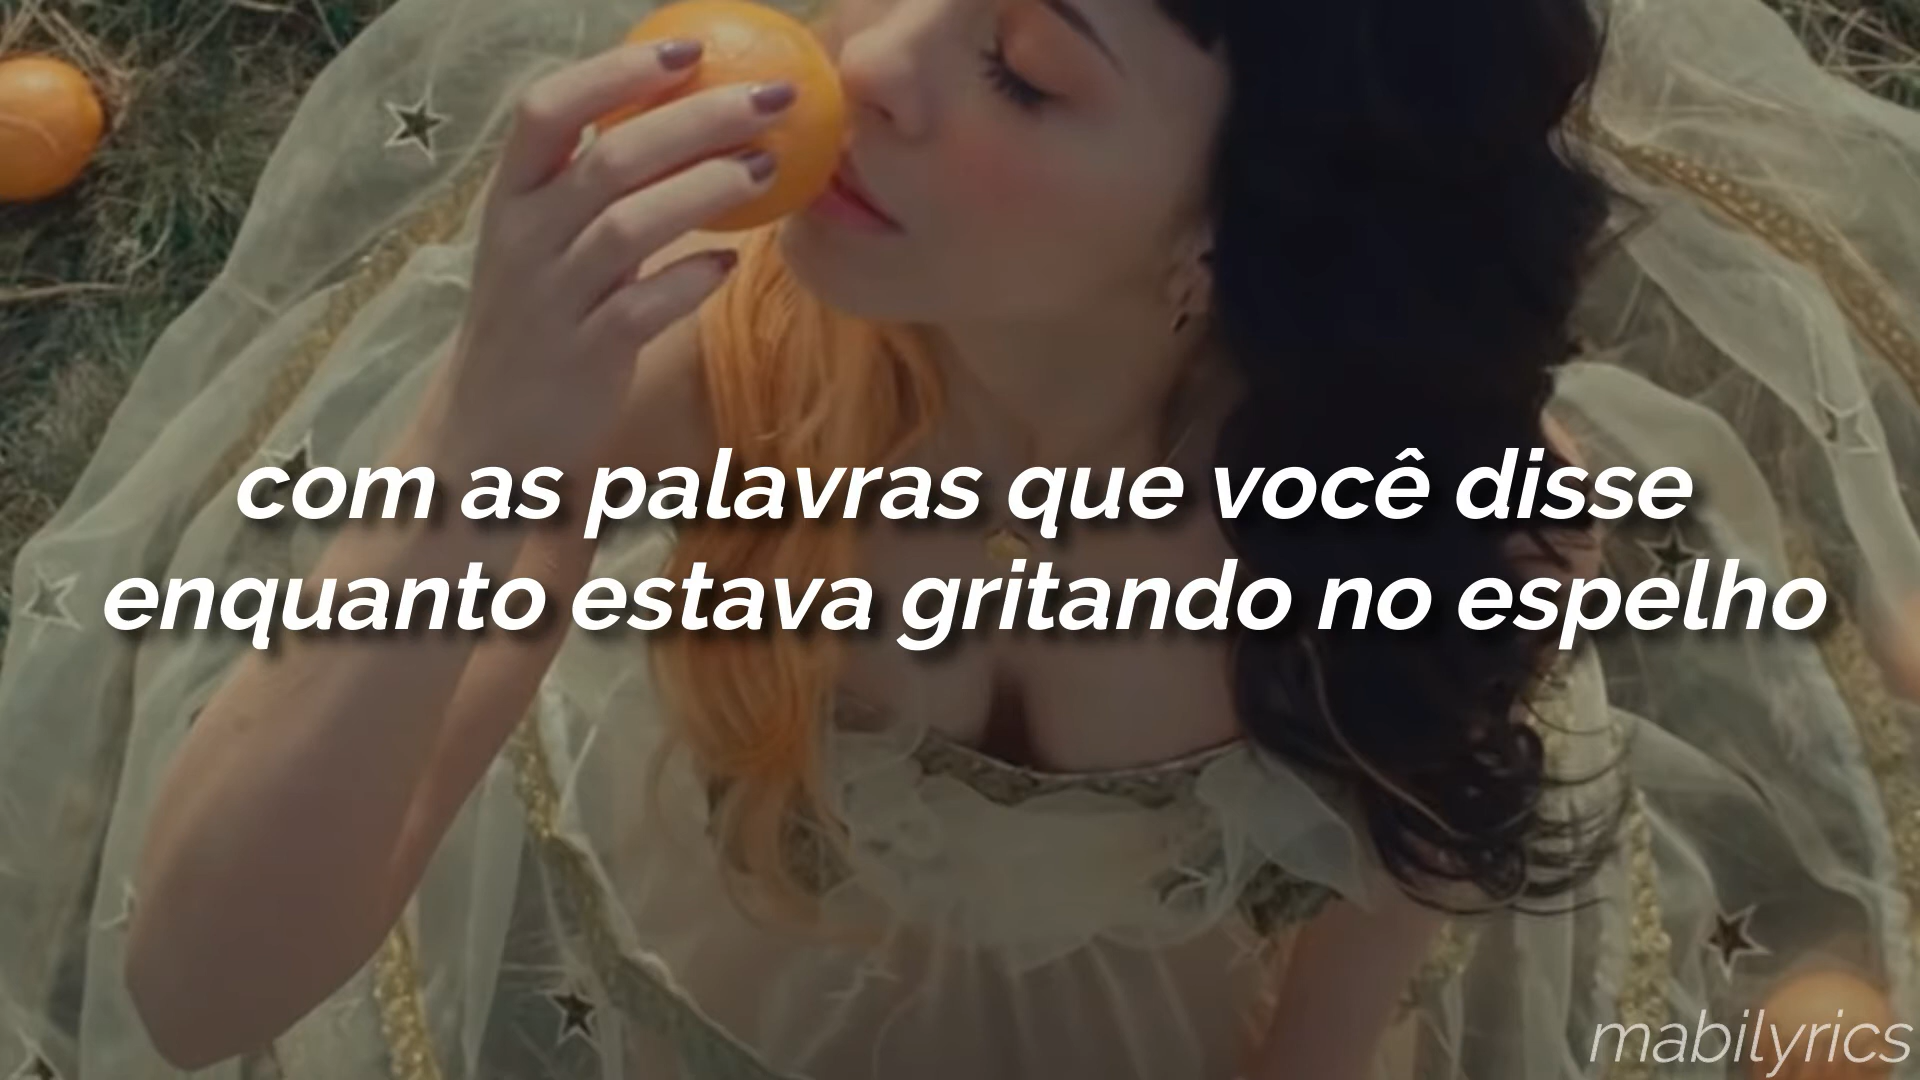 com as palavras que você disse
enquanto estava gritando no espelho
mabilyrics